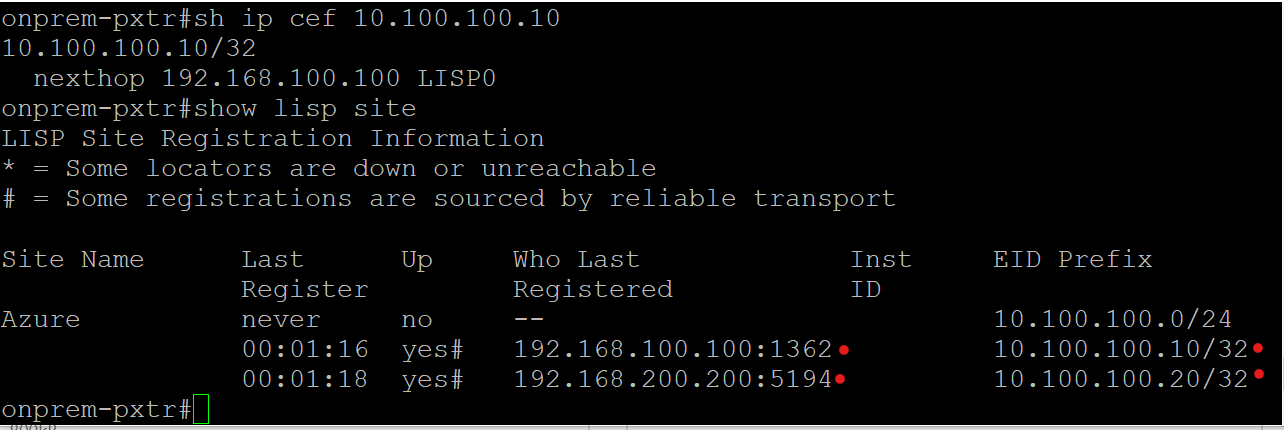 onprem-pxtr#sh ip cef 10.100.100.10
10.100.100.10/32
  nexthop 192.168.100.100 LISP0
onprem-pxtr#show lisp site
LISP Site Registration Information
* = Some locators are down or unreachable
# = Some registrations are sourced by reliable transport

Site Name      Last      Up     Who Last             Inst     EID Prefix
               Register         Registered           ID
Azure          never     no     --                            10.100.100.0/24
               00:01:16  yes#   192.168.100.100:1362          10.100.100.10/32
               00:01:18  yes#   192.168.200.200:5194          10.100.100.20/32
onprem-pxtr#